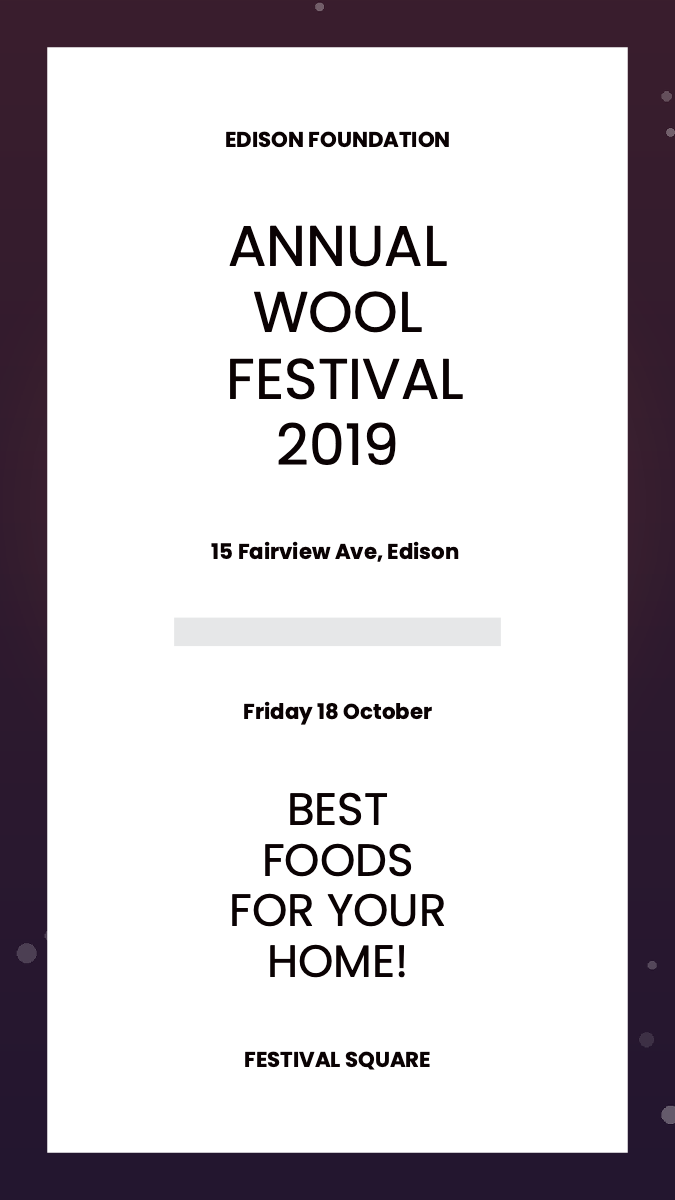 EDISON FOUNDATION
ANNUAL
WOOL
FESTIVAL
2019
15 Fairview Ave, Edison
Friday 18 October
BEST
FOODS
FOR YOUR
HOME!
FESTIVAL SQUARE